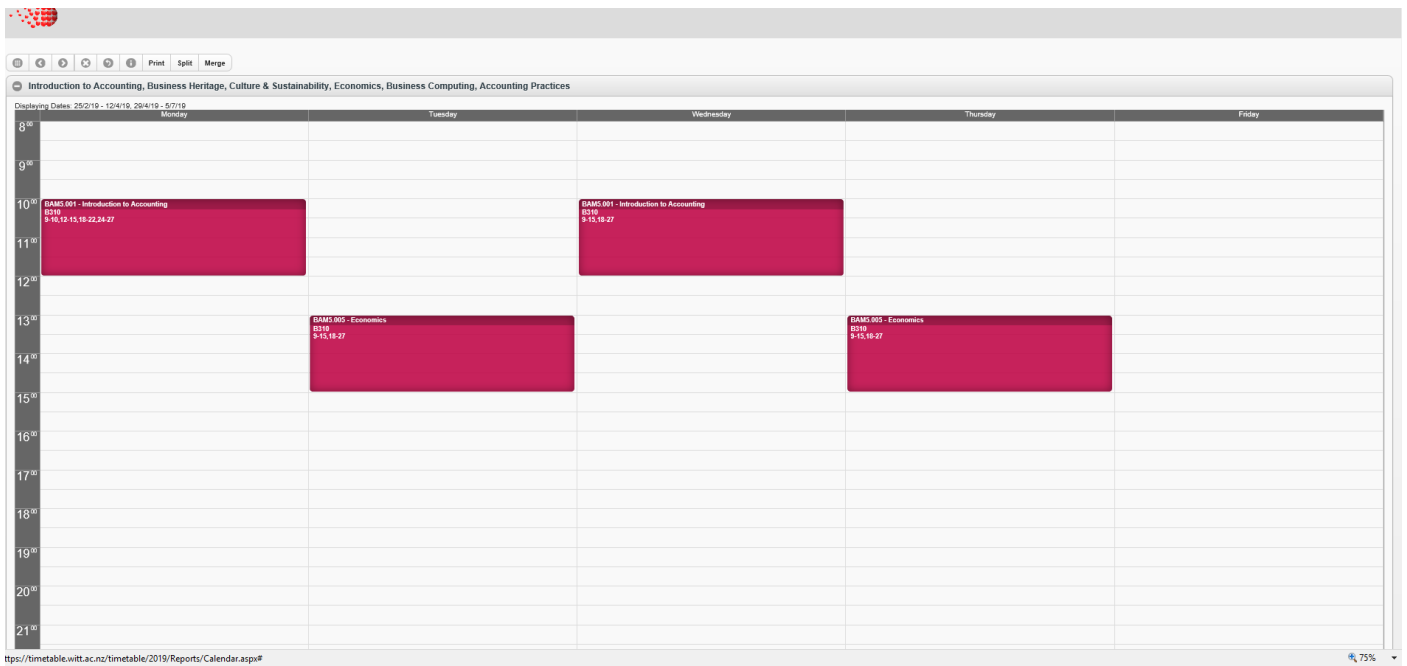 Print Split Merge
Introduction to Accounting, Business Heritage, Culture & Sustainability, Economics, Business Computing, Accounting Practices
Displaying Dates: 25/2/19 - 12/4/19, 29/4/19 - 5/7/19
Monday Tuesday Wednesday Thursday Friday
8 00
9 00
10 00
BAM5.001 - Introduction to Accounting
B310
9-10,12-15,18-22,24-27
BAM5.001 - Introduction to Accounting
B310
9-15,18-27
11 00
12 00
13 00
BAM5.005 - Economics
B310
9-15,18-27
BAM5.005 - Economics
B310
9-15,18-27
14 00
15 00
16 00
17 00
18 00
19 00
20 00
21 00
ttps://timetable.witt.ac.nz/timetable/2019/Reports/Calendar.aspx#
75%